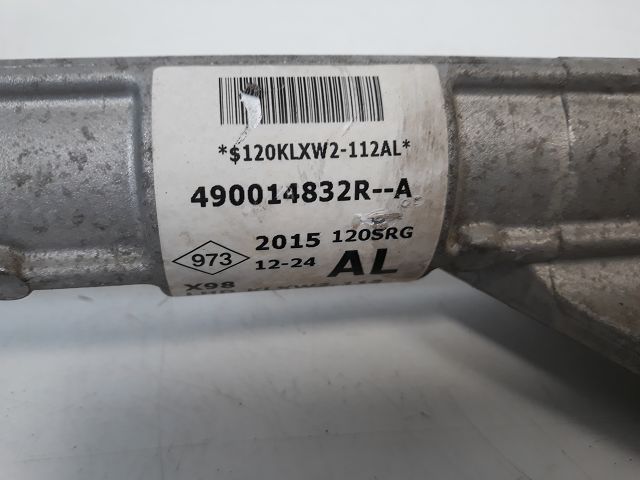 *$120KLXW2-112AL*
490014832R--A
973 2015 120SRG
12-24 AL
X98